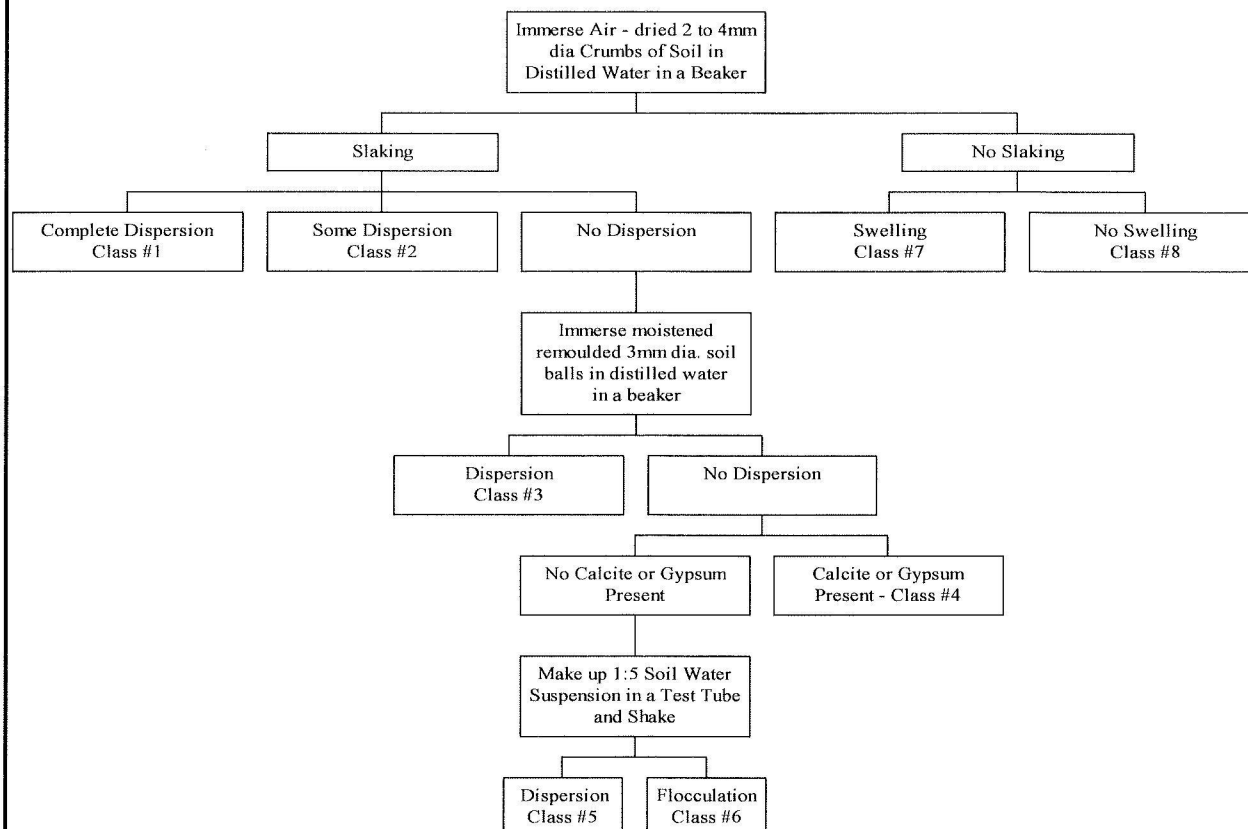 Immerse Air - dried 2 to 4mm
dia Crumbs of Soil in
Distilled Water in a Beaker
Slaking
No Slaking
Complete Dispersion
Class #1
Some Dispersion
Class #2
No Dispersion
Swelling
Class #7
No Swelling
Class #8
Immerse moistened
remoulded 3mm dia. soil
balls in distilled water
in a beaker
Dispersion
Class #3
No Dispersion
No Calcite or Gypsum
Present
Calcite or Gypsum
Present - Class #4
Make up 1:5 Soil Water
Suspension in a Test Tube
and Shake
Dispersion
Class #5
Flocculation
Class #6